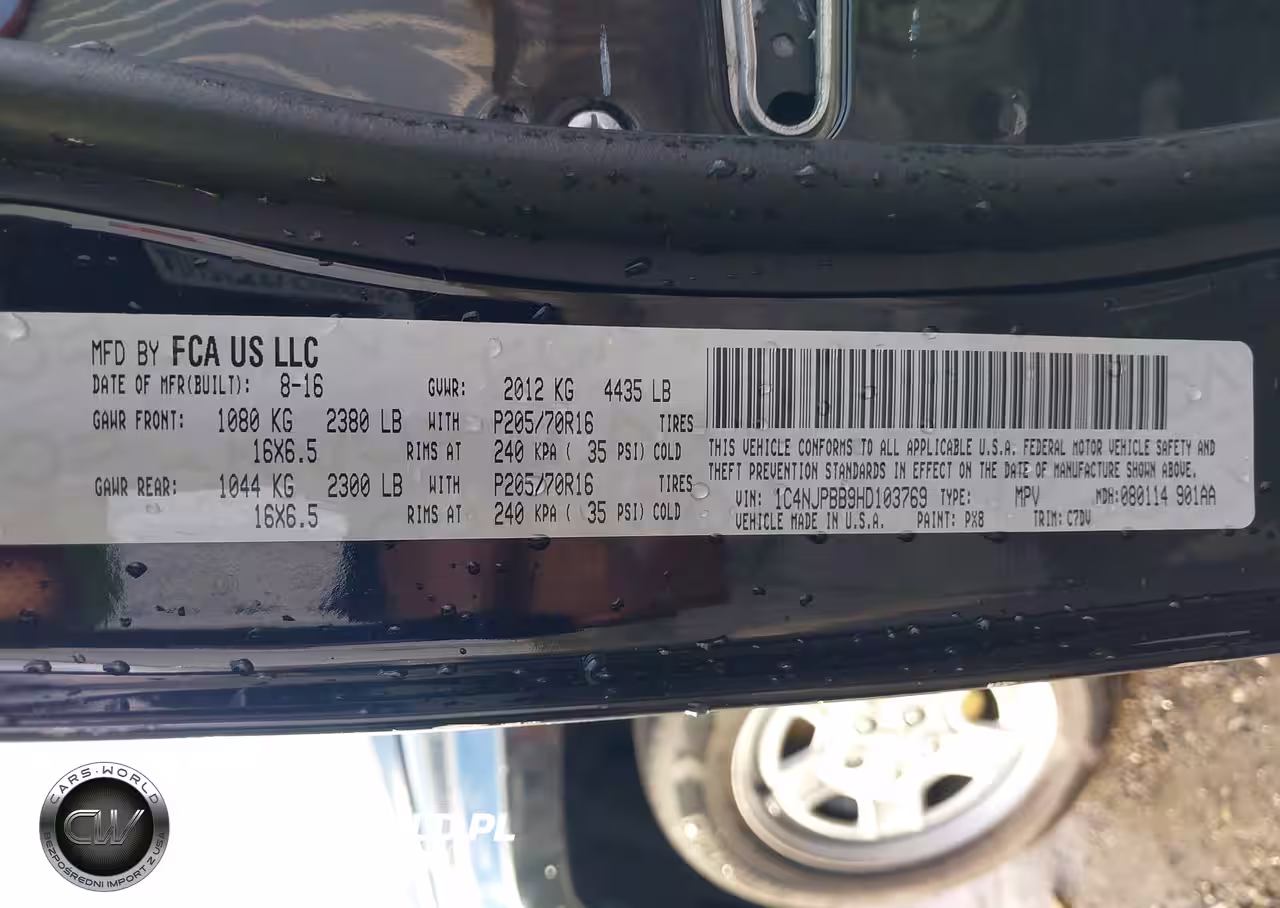 MFD BY FCA US LLC
DATE OF MFR(BUILT): 8-16 GVWR: 2012 KG 4435 LB
GAWR FRONT: 1080 KG 2380 LB WITH P205/70R16 TIRES
16X6.5 RIMS AT 240 KPA ( 35 PSI) COLD
GAWR REAR: 1044 KG 2300 LB WITH P205/70R16 TIRES
16X6.5 RIMS AT 240 KPA ( 35 PSI) COLD
THIS VEHICLE CONFORMS TO ALL APPLICABLE U.S.A. FEDERAL MOTOR VEHICLE SAFETY AND
THEFT PREVENTION STANDARDS IN EFFECT ON THE DATE OF MANUFACTURE SHOWN ABOVE.
VIN: 1C4NJPBB9HD103769 TYPE: MPV MDH:080114 901AA
VEHICLE MADE IN U.S.A. PAINT: PX8 TRIM: C7DV
CARS-WORLD
CW
BEZPOŚREDNI IMPORT Z USA
LD.PL